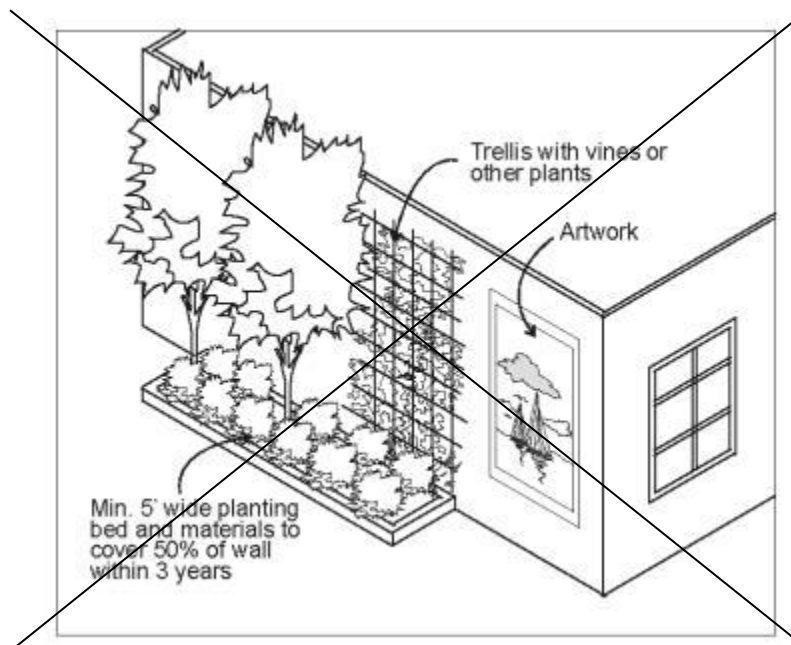 Trellis with vines or
other plants
Artwork
Min. 5' wide planting
bed and materials to
cover 50% of wall
within 3 years